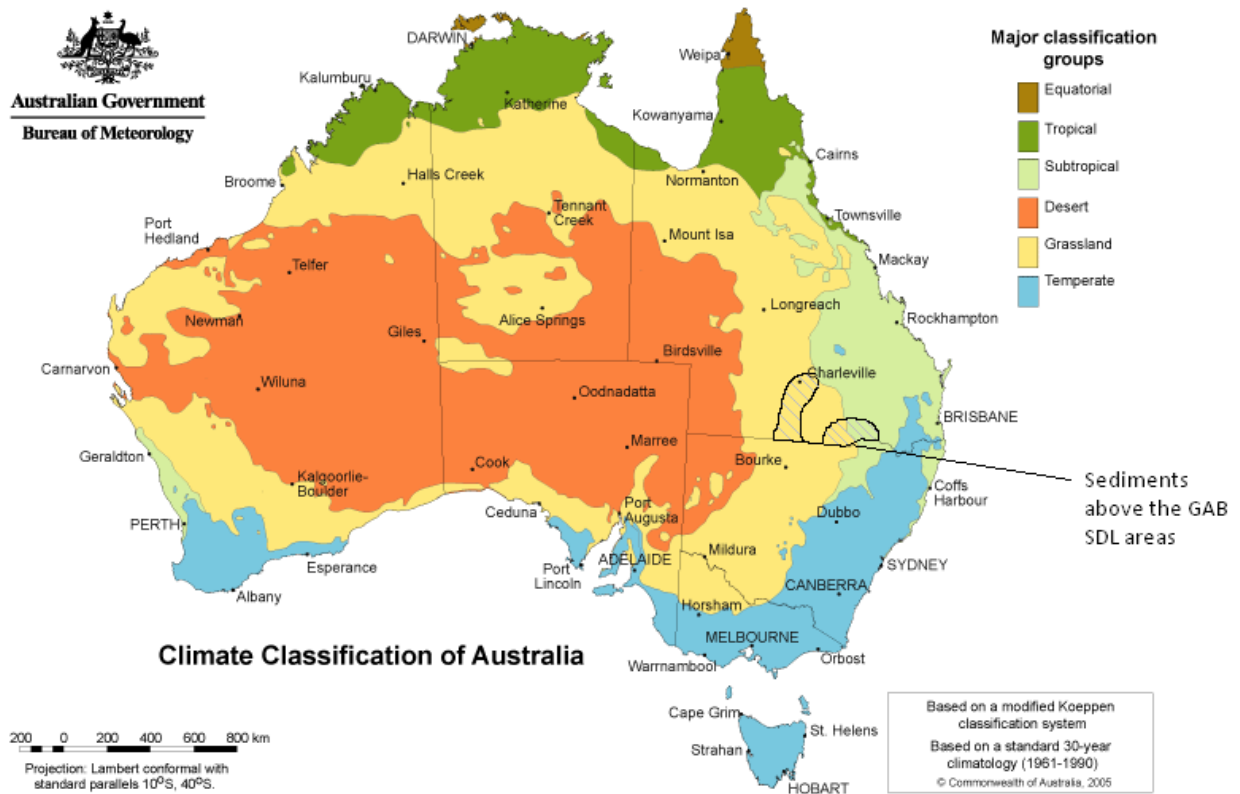 Australian Government
Bureau of Meteorology
DARWIN
Weipa
Kalumburu
Katherine
Kowanyama
Cairns
Broome
Halls Creek
Normanton
Port
Hedland
Tennant
Creek
Townsville
Mount Isa
Telfer
Mackay
Longreach
Newman
Alice Springs
Rockhampton
Giles
Birdsville
Carnarvon
Charleville
Wiluna
Oodnadatta
BRISBANE
Geraldton
Marree
Cook
Bourke
Kalgoorlie-
Boulder
Coffs
Harbour
PERTH
Ceduna
Port
Augusta
Dubbo
Esperance
Mildura
ADELAIDE
SYDNEY
Port
Lincoln
Albany
CANBERRA
Horsham
MELBOURNE
Warrnambool
Orbost
Cape Grim
St. Helens
Strahan
HOBART
Major classification
groups
Equatorial
Tropical
Subtropical
Desert
Grassland
Temperate
Sediments
above the GAB
SDL areas
Climate Classification of Australia
200 0 200 400 600 800 km
Projection: Lambert conformal with
standard parallels 10°S, 40°S.
Based on a modified Koeppen
classification system
Based on a standard 30-year
climatology (1961-1990)
© Commonwealth of Australia, 2005